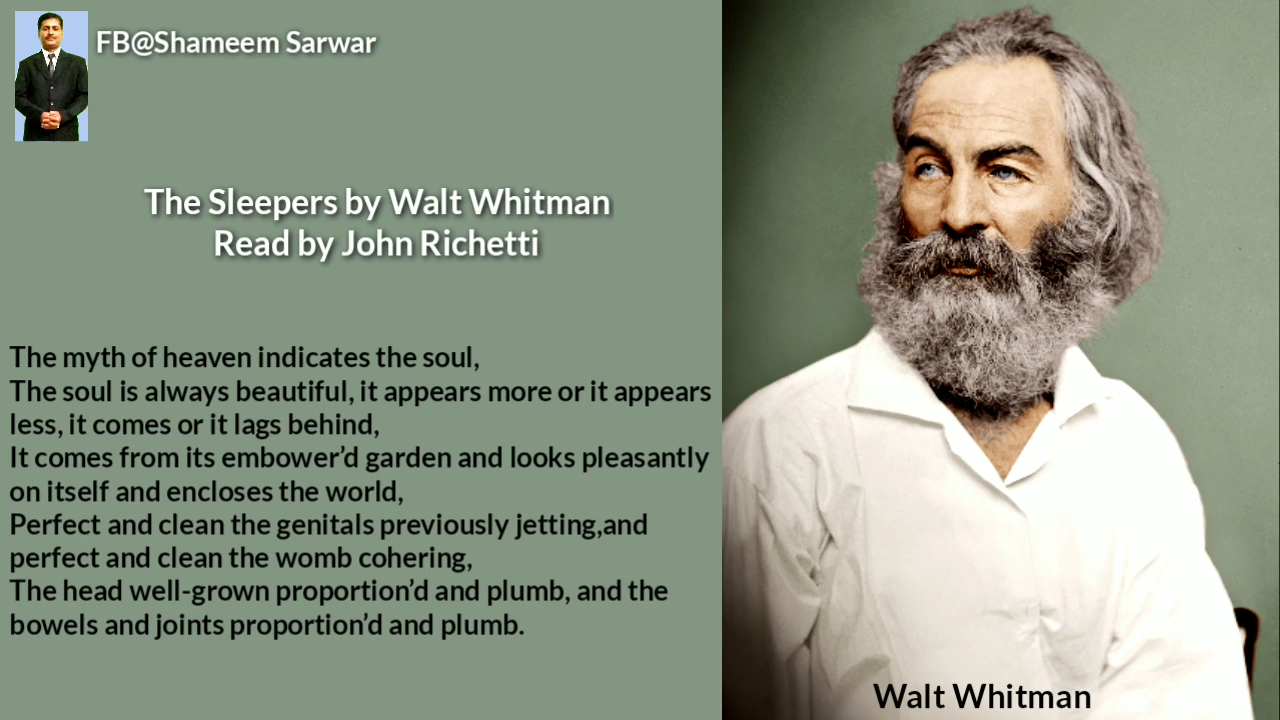 FB@Shameem Sarwar
The Sleepers by Walt Whitman
Read by John Richetti
The myth of heaven indicates the soul,
The soul is always beautiful, it appears more or it appears
less, it comes or it lags behind,
It comes from its embower’d garden and looks pleasantly
on itself and encloses the world,
Perfect and clean the genitals previously jetting,and
perfect and clean the womb cohering,
The head well-grown proportion’d and plumb, and the
bowels and joints proportion’d and plumb.
Walt Whitman